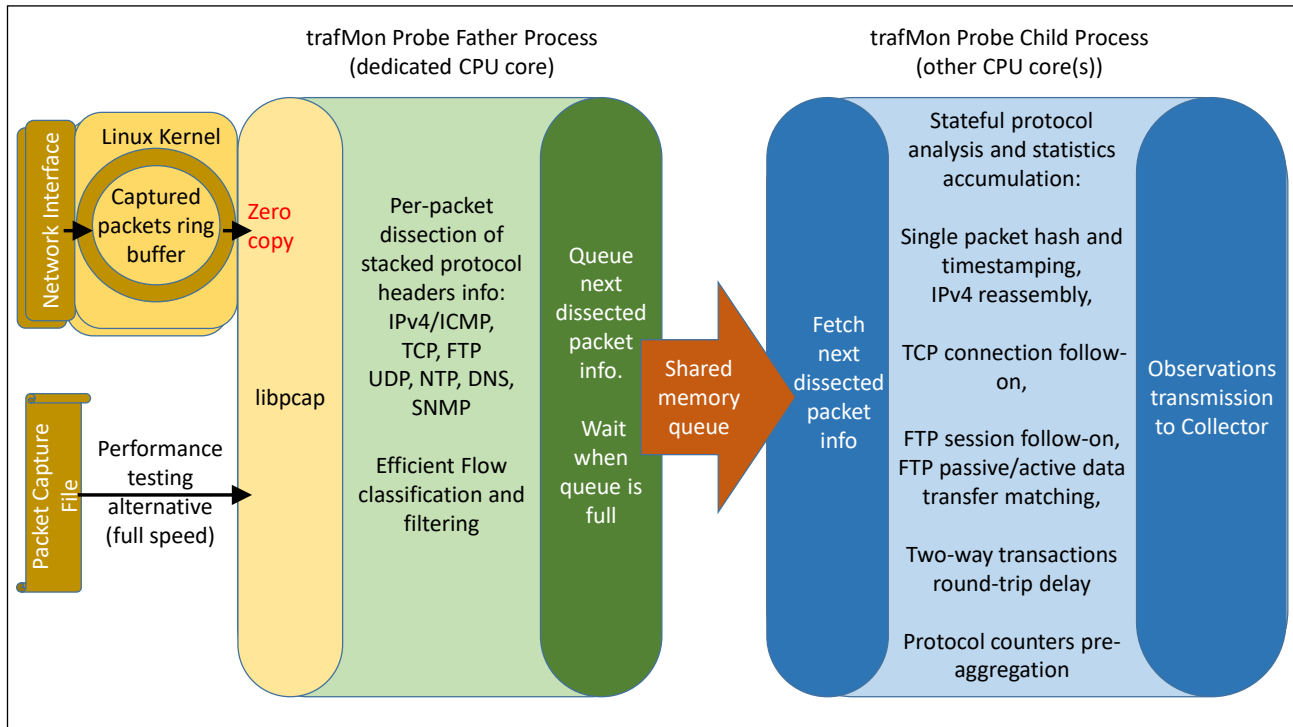 trafMon Probe Father Process
(dedicated CPU core)
trafMon Probe Child Process
(other CPU core(s))
Network Interface
Linux Kernel
Captured
packets ring
buffer
Zero
copy
Packet Capture
File
Performance
testing
alternative
(full speed)
libpcap
Per-packet
dissection of
stacked protocol
headers info:
IPv4/ICMP,
TCP, FTP
UDP, NTP, DNS,
SNMP
Efficient Flow
classification and
filtering
Queue
next
dissected
packet
info.
Wait
when
queue is
full
Shared
memory
queue
Fetch
next
dissected
packet
info
Stateful protocol
analysis and statistics
accumulation:
Single packet hash and
timestamping,
IPv4 reassembly,
TCP connection follow-
on,
FTP session follow-on,
FTP passive/active data
transfer matching,
Two-way transactions
round-trip delay
Protocol counters pre-
aggregation
Observations
transmission
to Collector